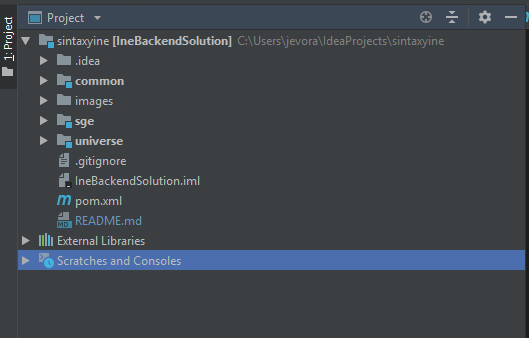 1: Project
Project
sintaxyine [IneBackendSolution] C:\Users\jevora\IdeaProjects\sintaxyine
.idea
common
images
sge
universe
.gitignore
IneBackendSolution.iml
m pom.xml
MD README.md
External Libraries
Scratches and Consoles